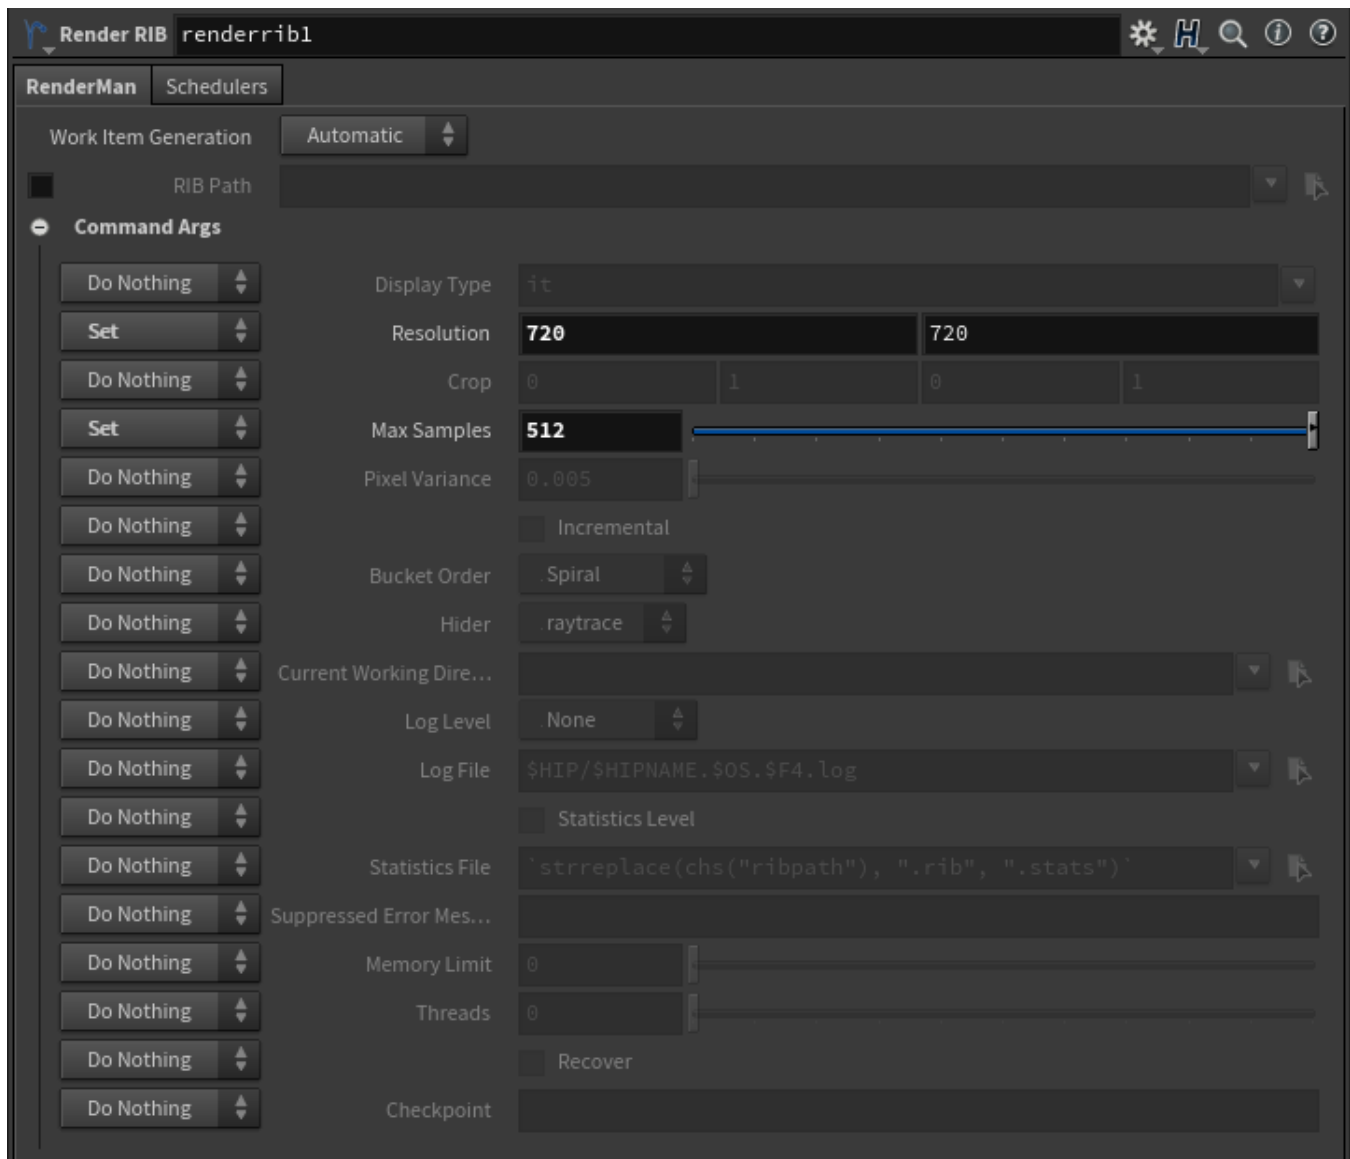 Render RIB renderrib1
RenderMan Schedulers
Work Item Generation Automatic
RIB Path
Command Args
Do Nothing Display Type it
Set Resolution 720 720
Do Nothing Crop 0 1 0 1
Set Max Samples 512
Do Nothing Pixel Variance 0.005
Do Nothing Incremental
Do Nothing Bucket Order Spiral
Do Nothing Hider raytrace
Do Nothing Current Working Dire...
Do Nothing Log Level None
Do Nothing Log File $HIP/$HIPNAME.$OS.$F4.log
Do Nothing Statistics Level
Do Nothing Statistics File `strreplace(chs("ribpath"), ".rib", ".stats")`
Do Nothing Suppressed Error Mes...
Do Nothing Memory Limit 0
Do Nothing Threads 0
Do Nothing Recover
Do Nothing Checkpoint